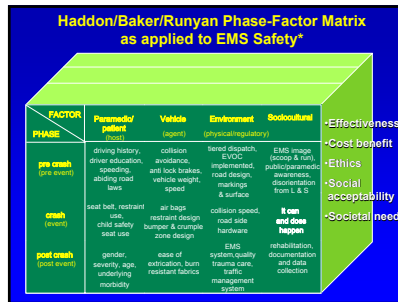 Haddon/Baker/Runyan Phase-Factor Matrix
as applied to EMS Safety*
FACTOR
PHASE
Paramedic/
patient
(host)
Vehicle
(agent)
Environment
(physical/regulatory)
Sociocultural
pre crash
(pre event)
driving history,
driver education,
speeding,
abiding road
laws
collision
avoidance,
anti lock brakes,
vehicle weight,
speed
tiered dispatch,
EVOC
implemented,
road design,
markings
& surface
EMS image
(scoop & run),
public/paramedic
awareness,
disorientation
from L & S
crash
(event)
seat belt, restraint
use,
child safety
seat use
air bags
restraint design
bumper & crumple
zone design
collision speed,
road side
hardware
It can
and does
happen
post crash
(post event)
gender,
severity, age,
underlying
morbidity
ease of
extrication, burn
resistant fabrics
EMS
system,quality
trauma care,
traffic
management
system
rehabilitation,
documentation
and data
collection
•Effectiveness
•Cost benefit
•Ethics
•Social
acceptability
•Societal need